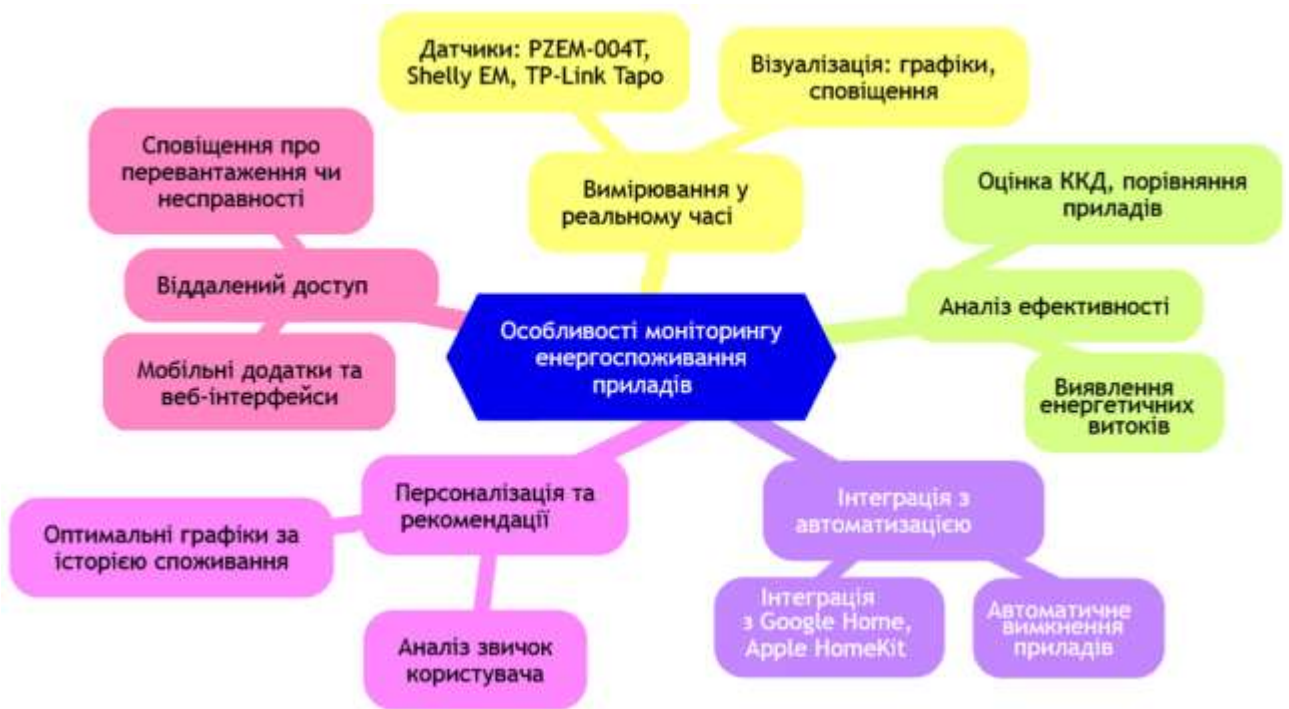 Датчики: PZEM-004T,
Shelly EM, TP-Link Tapo
Візуалізація: графіки,
сповіщення
Сповіщення про
перевантаження чи
несправності
Вимірювання у
реальному часі
Оцінка ККД, порівняння
приладів
Віддалений доступ
Аналіз ефективності
Особливості моніторингу
енергоспоживання
приладів
Мобільні додатки та
веб-інтерфейси
Виявлення
енергетичних
витоків
Персоналізація та
рекомендації
Інтеграція з
автоматизацією
Оптимальні графіки за
історією споживання
Інтеграція
з Google Home,
Apple HomeKit
Автоматичне
вимкнення
приладів
Аналіз звичок
користувача